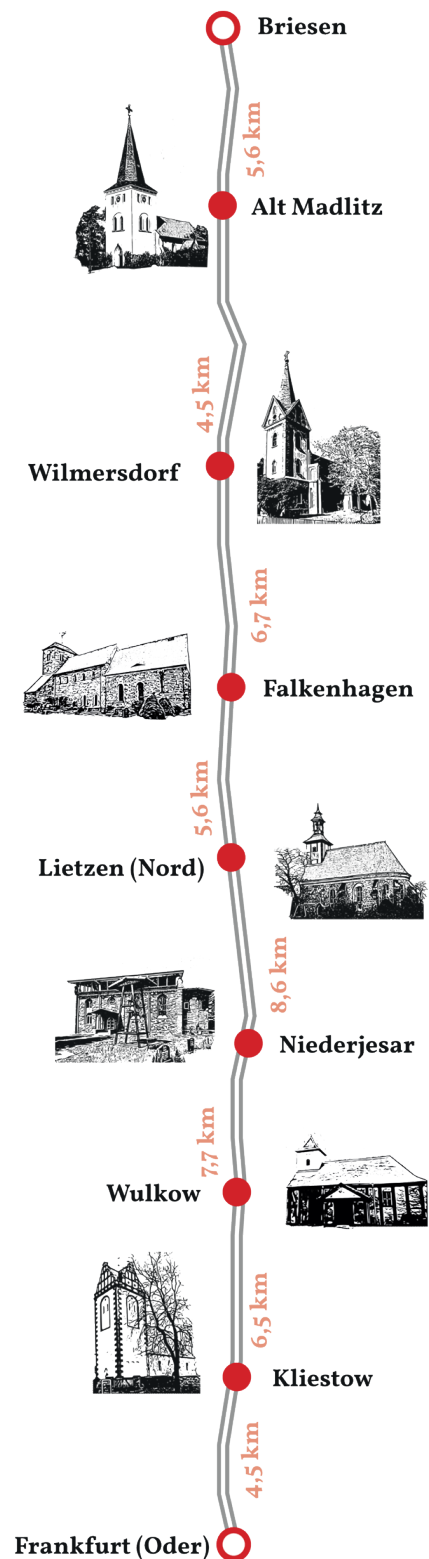 Briesen
5,6 km
Alt Madlitz
4,5 km
Wilmersdorf
6,7 km
Falkenhagen
5,6 km
Lietzen (Nord)
8,6 km
Niederjesar
7,7 km
Wulkow
6,5 km
Kliestow
4,5 km
Frankfurt (Oder)